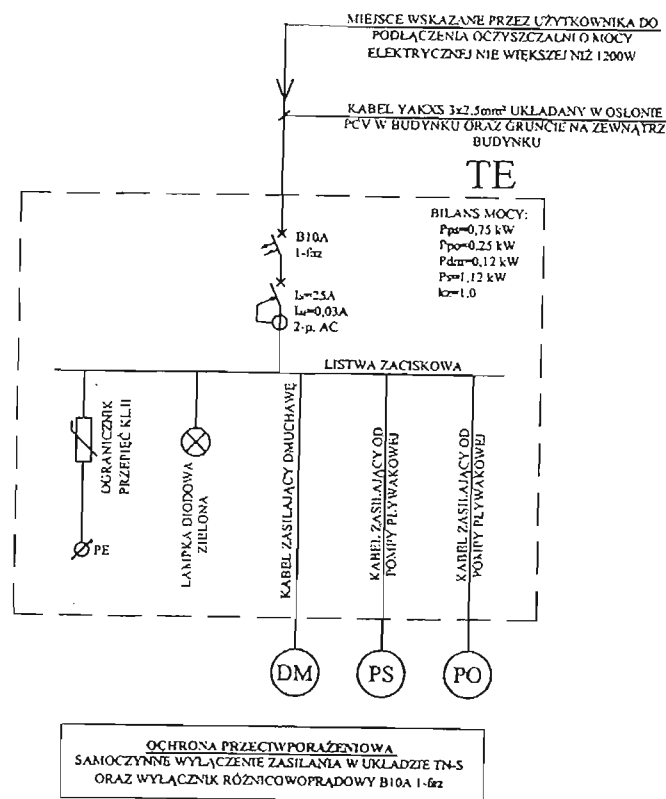 MIEJSCE WSKAZANE PRZEZ UŻYTKOWNIKA DO
PODŁĄCZENIA OCZYSZCZALNI O MOCY
ELEKTRYCZNEJ NIE WIĘKSZEJ NIŻ 1200W
KABEL YAKXS 3x2,5mm² UKŁADANY W OSŁONIE
PCV W BUDYNKU ORAZ GRUNCIE NA ZEWNĄTRZ
BUDYNKU
TE
BILANS MOCY:
Pps=0,75 kW
Ppo=0,25 kW
Pdm=0,12 kW
Ps=1,12 kW
kz=1,0
B10A
1-faz
In=25A
=0,03A
2-p. AC
LISTWA ZACISKOWA
OGRANICZNIK
PRZEPIĘĆ KL.II
PE
LAMPKA DIODOWA
ZIELONA
KABEL ZASILAJĄCY DMUCHAWĘ
KABEL ZASILAJĄCY OD
POMPY PŁYWAKOWEJ
KABEL ZASILAJĄCY OD
POMPY PŁYWAKOWEJ
DM
PS
PO
OCHRONA PRZECIWPORAŻENIOWA
SAMOCZYNNE WYŁĄCZENIE ZASILANIA W UKŁADZIE TN-S
ORAZ WYŁĄCZNIK RÓŻNICOWOPRĄDOWY B10A 1-faz